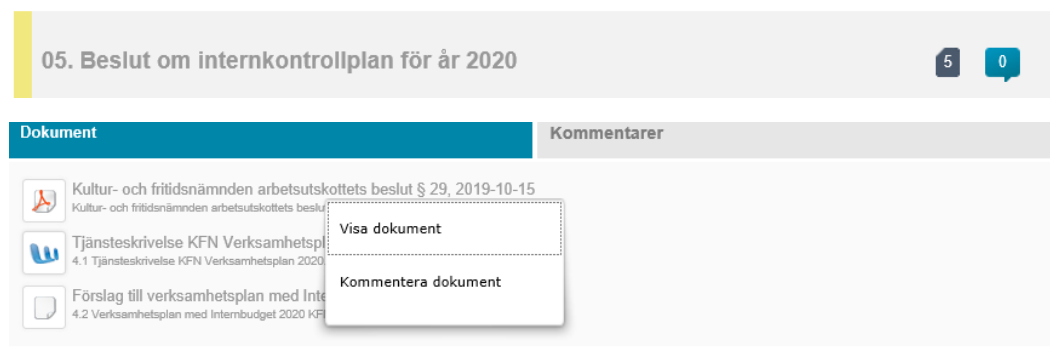 05. Beslut om internkontrollplan för år 2020
5
0
Dokument
Kommentarer
Kultur- och fritidsnämnden arbetsutskottets beslut § 29, 2019-10-15
Kultur- och fritidsnämnden arbetsutskottets beslu
Visa dokument
Tjänsteskrivelse KFN Verksamhetspl
4.1 Tjänsteskrivelse KFN Verksamhetsplan 2020
Kommentera dokument
Förslag till verksamhetsplan med Inte
4.2 Verksamhetsplan med Internbudget 2020 KF